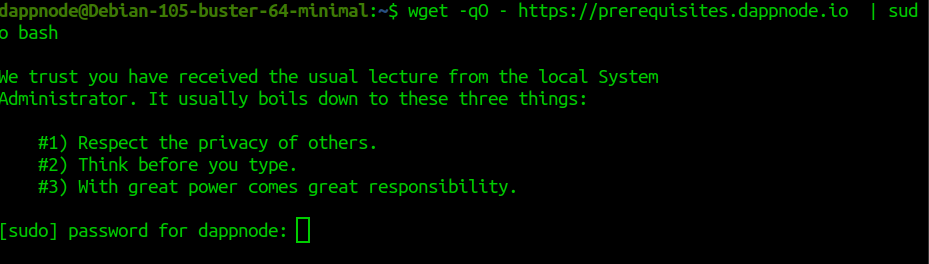 dappnode@Debian-105-buster-64-minimal:~$ wget -qO - https://prerequisites.dappnode.io  | sud
o bash
We trust you have received the usual lecture from the local System
Administrator. It usually boils down to these three things:
#1) Respect the privacy of others.
#2) Think before you type.
#3) With great power comes great responsibility.
[sudo] password for dappnode: